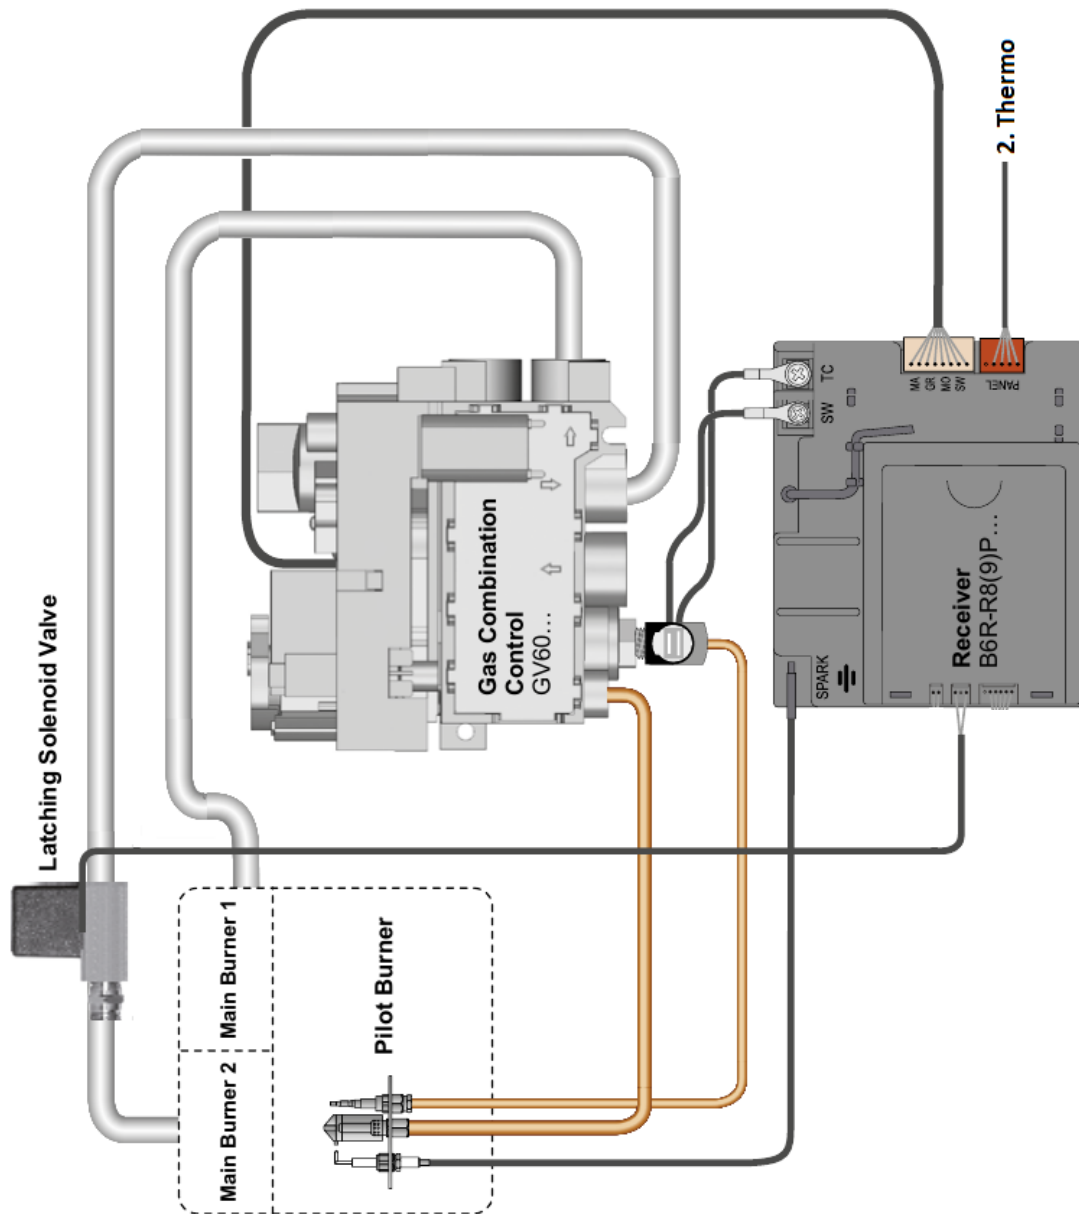 2. Thermo
Latching Solenoid Valve
Gas Combination
Control
GV60...
TC
SW
MA
GR
MO
SW
PANEL
SPARK
Receiver
B6R-R8(9)P...
Main Burner 1
Main Burner 2
Pilot Burner